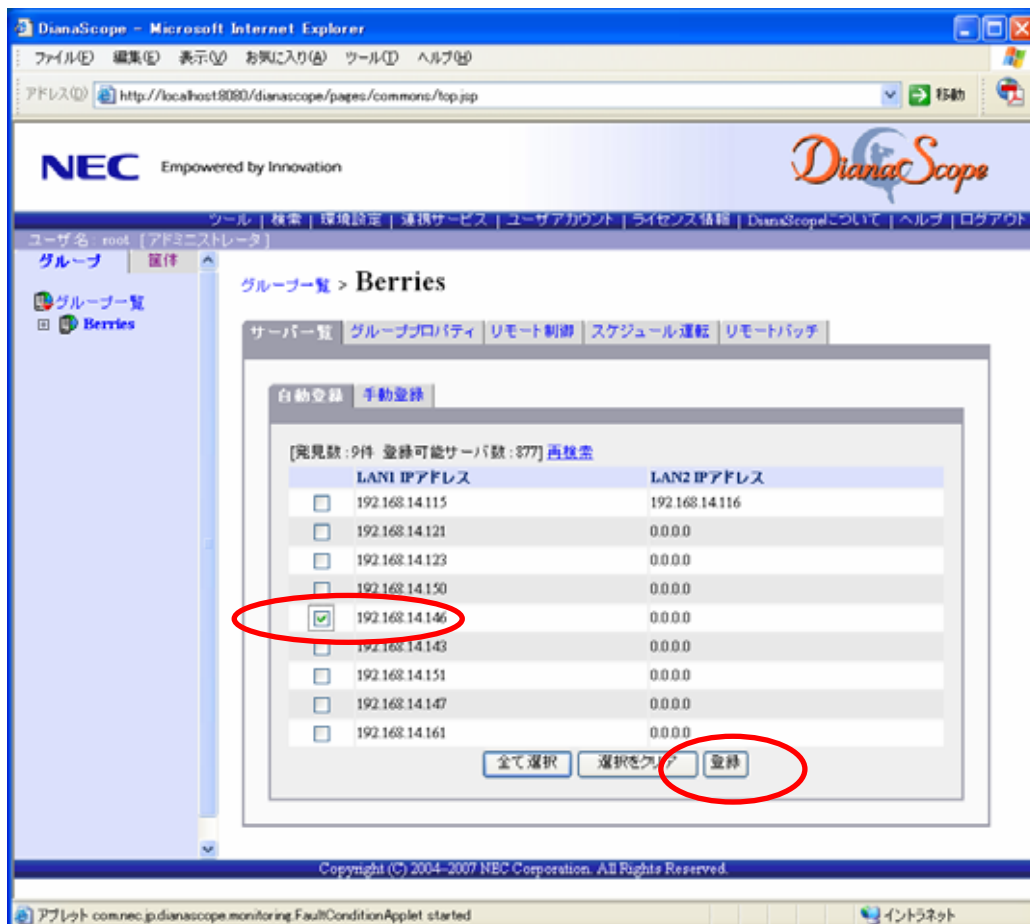 DianaScope - Microsoft Internet Explorer
ファイル(F) 編集(E) 表示(V) お気に入り(A) ツール(T) ヘルプ(H)
アドレス(D) http://localhost:8080/dianascope/pages/commons/top.jsp 移動
NEC Empowered by Innovation DianaScope
ツール | 検索 | 環境設定 | 連携サービス | ユーザアカウント | ライセンス情報 | DianaScopeについて | ヘルプ | ログアウト
ユーザ名 : root [アドミニストレータ]
グループ 筐体
グループ一覧
Berries
グループ一覧 > Berries
サーバ一覧 グループプロパティ リモート制御 スケジュール運転 リモートバッチ
自動登録 手動登録
[発見数 : 9件 登録可能サーバ数 : 877] 再検索
LAN1 IPアドレス LAN2 IPアドレス
192.168.14.115 192.168.14.116
192.168.14.121 0.0.0.0
192.168.14.123 0.0.0.0
192.168.14.150 0.0.0.0
192.168.14.146 0.0.0.0
192.168.14.143 0.0.0.0
192.168.14.151 0.0.0.0
192.168.14.147 0.0.0.0
192.168.14.161 0.0.0.0
全て選択 選択をクリア 登録
Copyright (C) 2004-2007 NEC Corporation. All Rights Reserved.
アプレット com.nec.jp.dianascope.monitoring.FaultConditionApplet started イントラネット